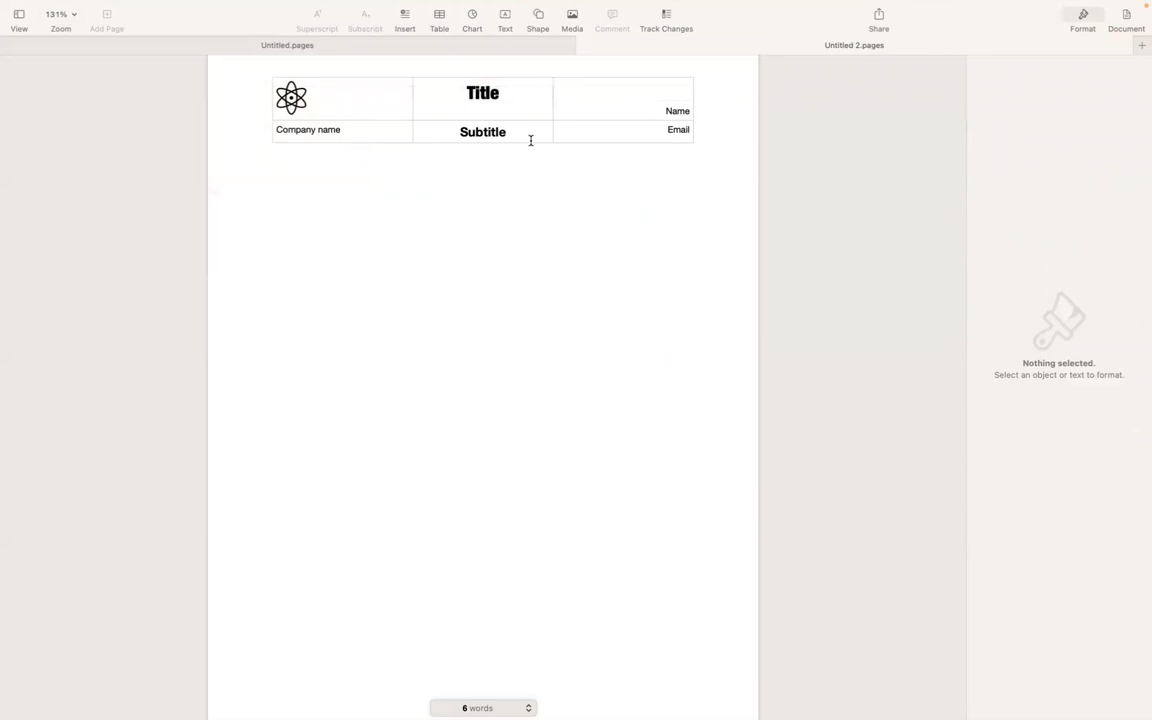 131%
View
Zoom
Add Page
Superscript
Subscript
Insert
Table
Chart
Text
Shape
Media
Comment
Track Changes
Share
Format
Document
Untitled.pages
Untitled 2.pages
Title
Name
Company name
Subtitle
Email
Nothing selected.
Select an object or text to format.
6 words